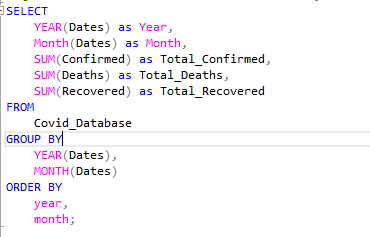 SELECT
YEAR(Dates) as Year,
Month(Dates) as Month,
SUM(Confirmed) as Total_Confirmed,
SUM(Deaths) as Total_Deaths,
SUM(Recovered) as Total_Recovered
FROM
Covid_Database
GROUP BY
YEAR(Dates),
MONTH(Dates)
ORDER BY
year,
month;